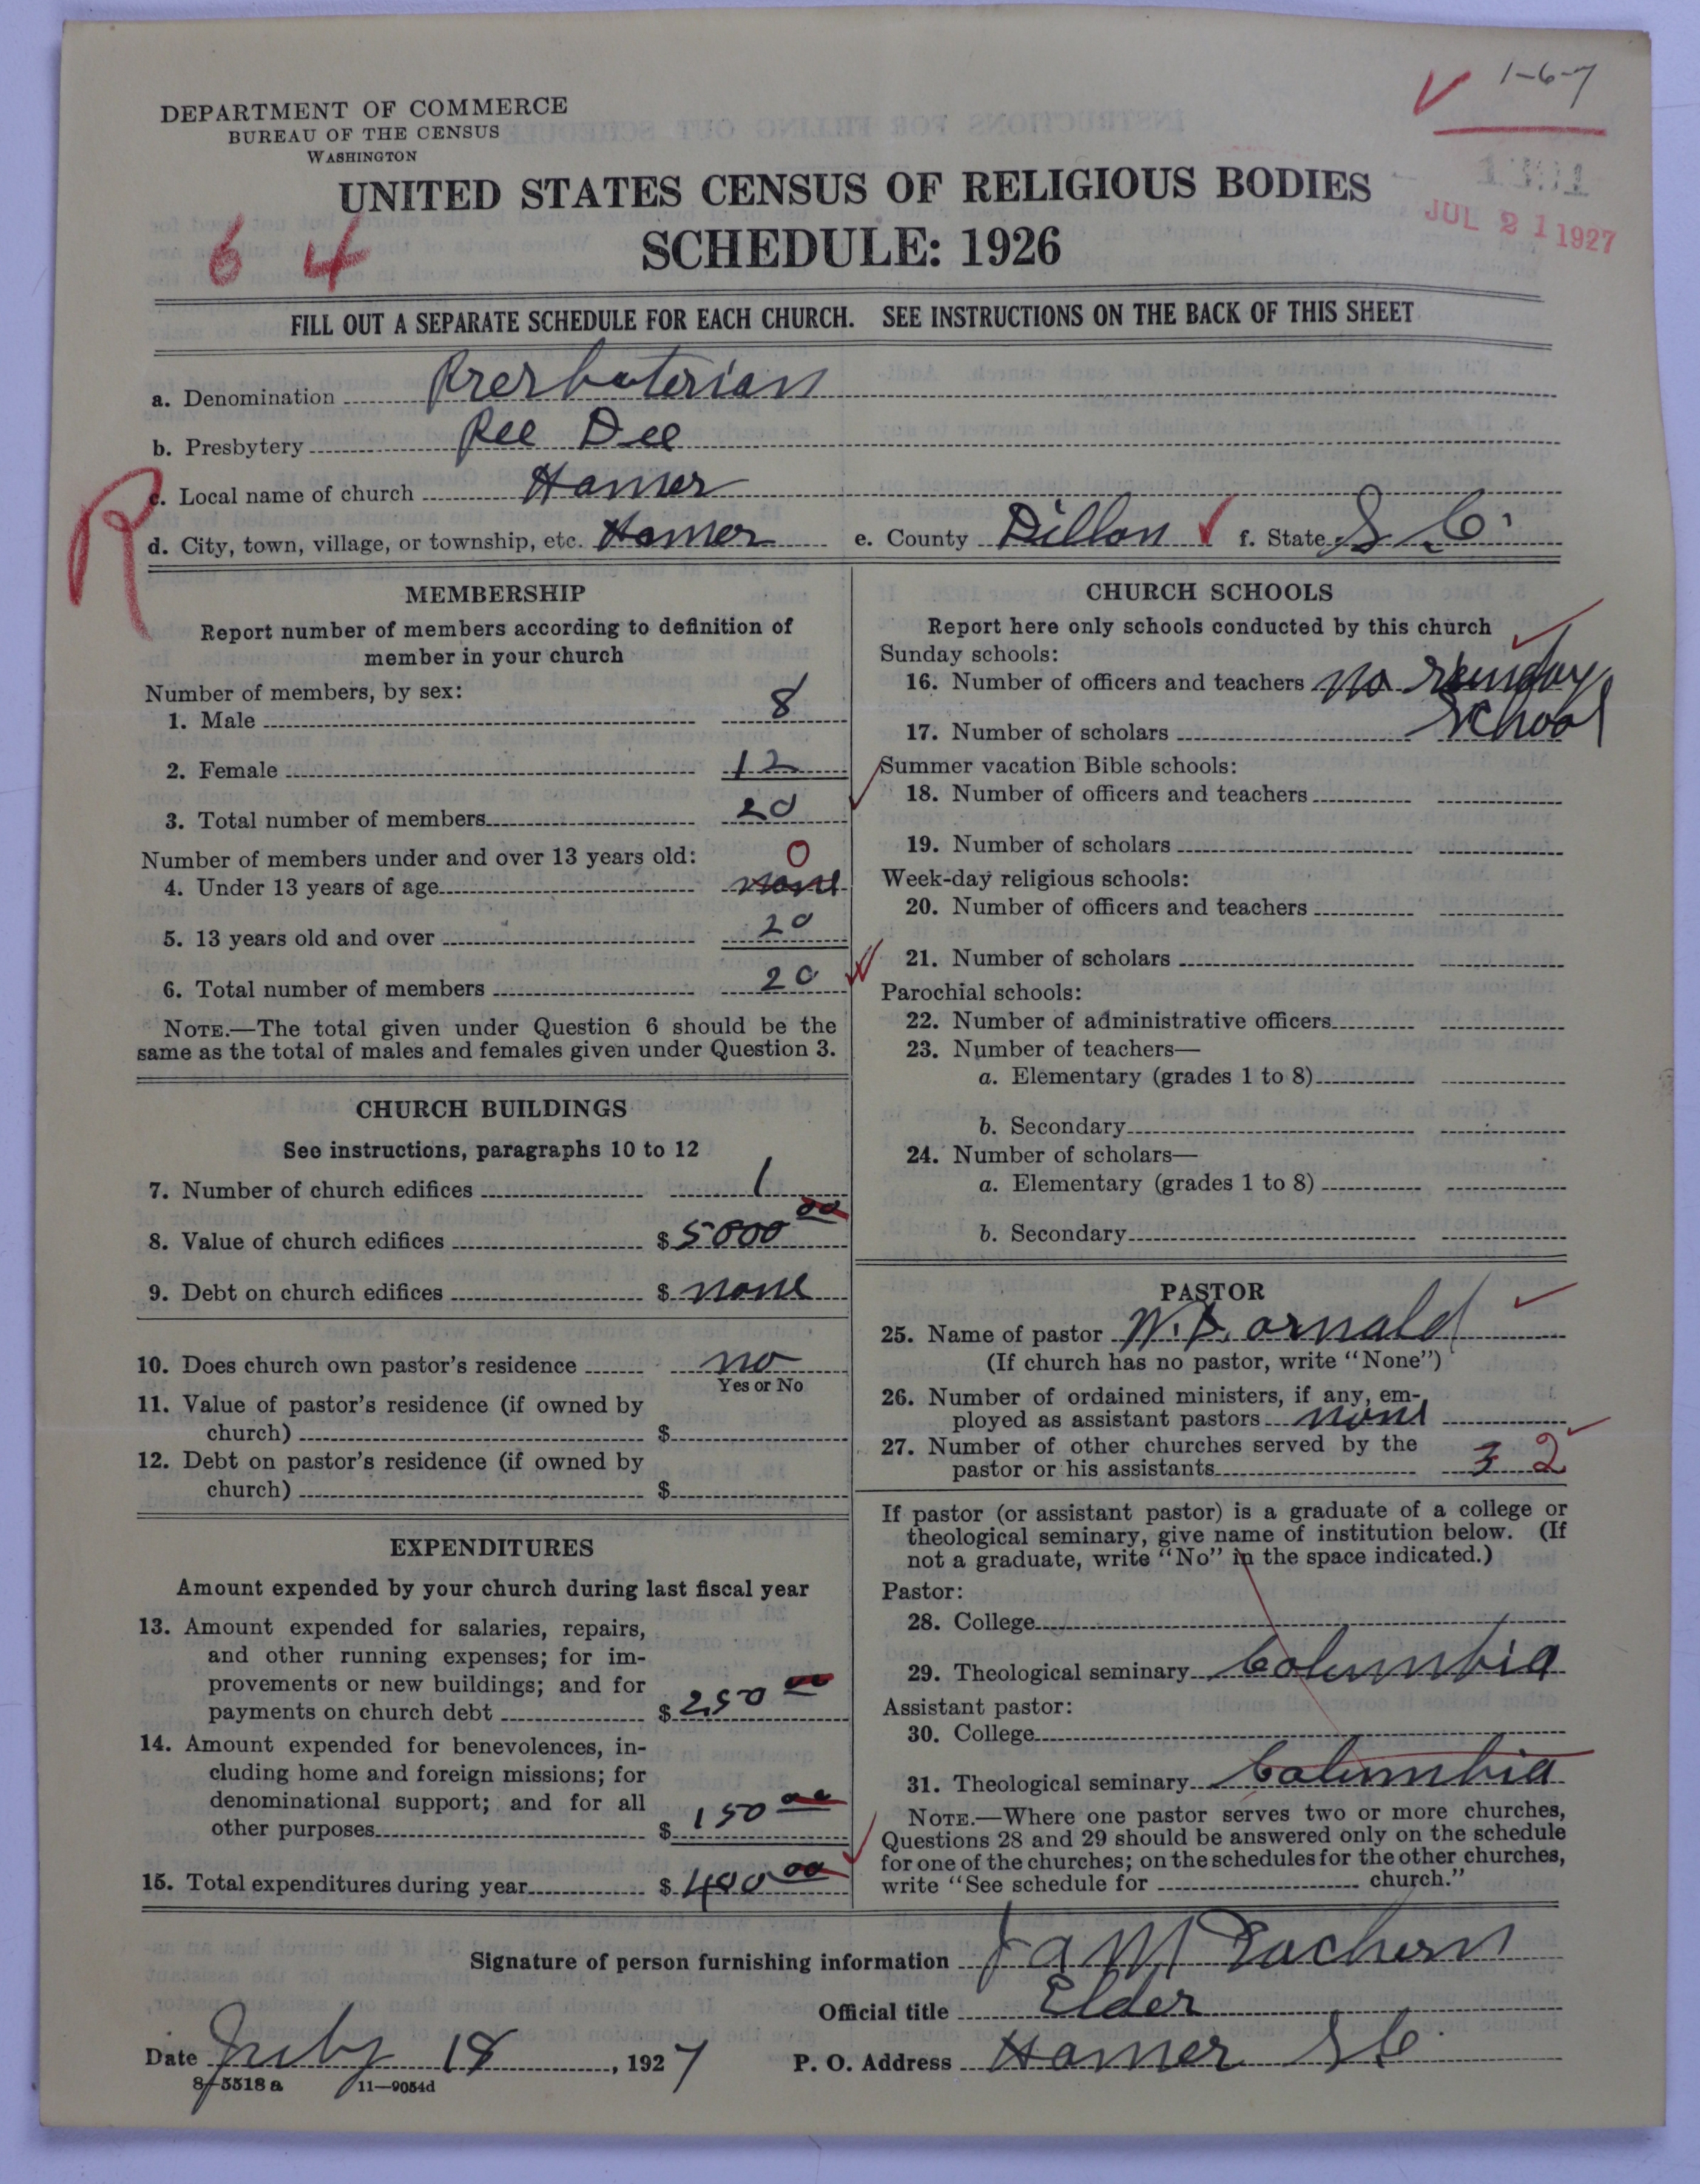 1-6-7
DEPARTMENT OF COMMERCE
BUREAU OF THE CENSUS
WASHINGTON
UNITED STATES CENSUS OF RELIGIOUS BODIES
SCHEDULE: 1926
JUL 21 1927
6 4
FILL OUT A SEPARATE SCHEDULE FOR EACH CHURCH. SEE INSTRUCTIONS ON THE BACK OF THIS SHEET
a. Denomination Prerbuterian
b. Presbytery Pee Dee
R
c. Local name of church Hamer
d. City, town, village, or township, etc. Hamer e. County Dillon f. State S. C.
MEMBERSHIP
Report number of members according to definition of
member in your church
Number of members, by sex:
1. Male 8
2. Female 12
3. Total number of members 20
Number of members under and over 13 years old: 0
4. Under 13 years of age none
5. 13 years old and over 20
6. Total number of members 20
NOTE.—The total given under Question 6 should be the
same as the total of males and females given under Question 3.
CHURCH BUILDINGS
See instructions, paragraphs 10 to 12
7. Number of church edifices 1
8. Value of church edifices $ 5000 00
9. Debt on church edifices $ none
10. Does church own pastor's residence no
Yes or No
11. Value of pastor's residence (if owned by
church) $
12. Debt on pastor's residence (if owned by
church) $
EXPENDITURES
Amount expended by your church during last fiscal year
13. Amount expended for salaries, repairs,
and other running expenses; for im-
provements or new buildings; and for
payments on church debt $ 250 00
14. Amount expended for benevolences, in-
cluding home and foreign missions; for
denominational support; and for all
other purposes $ 150 00
15. Total expenditures during year $ 400 00
CHURCH SCHOOLS
Report here only schools conducted by this church
Sunday schools:
16. Number of officers and teachers no Sunday
17. Number of scholars School
Summer vacation Bible schools:
18. Number of officers and teachers
19. Number of scholars
Week-day religious schools:
20. Number of officers and teachers
21. Number of scholars
Parochial schools:
22. Number of administrative officers
23. Number of teachers—
a. Elementary (grades 1 to 8)
b. Secondary
24. Number of scholars—
a. Elementary (grades 1 to 8)
b. Secondary
PASTOR
25. Name of pastor W. D. arnald
(If church has no pastor, write "None")
26. Number of ordained ministers, if any, em-
ployed as assistant pastors none
27. Number of other churches served by the
pastor or his assistants 3 2
If pastor (or assistant pastor) is a graduate of a college or
theological seminary, give name of institution below. (If
not a graduate, write "No" in the space indicated.)
Pastor:
28. College
29. Theological seminary Columbia
Assistant pastor:
30. College
31. Theological seminary Columbia
NOTE.—Where one pastor serves two or more churches,
Questions 28 and 29 should be answered only on the schedule
for one of the churches; on the schedules for the other churches,
write "See schedule for church."
Signature of person furnishing information J a McEachern
Official title Elder
Date July 18, 1927 P. O. Address Hamer S C.
8-5518 a 11—9054d